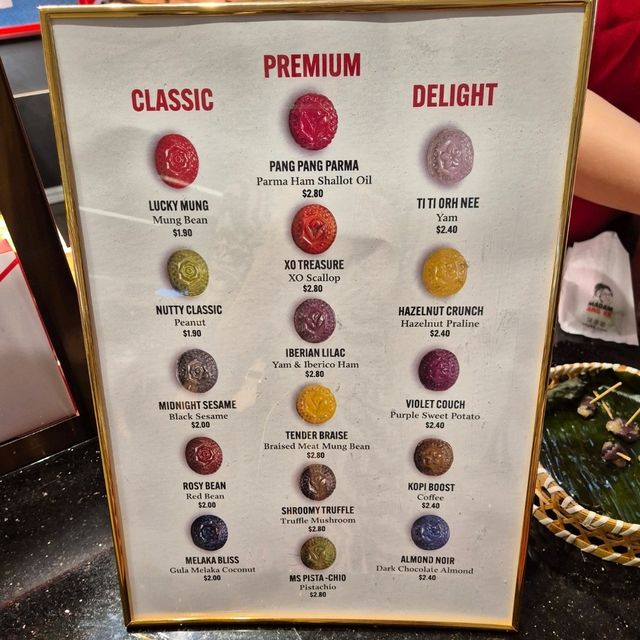 CLASSIC
LUCKY MUNG
Mung Bean
$1.90
NUTTY CLASSIC
Peanut
$1.90
MIDNIGHT SESAME
Black Sesame
$2.00
ROSY BEAN
Red Bean
$2.00
MELAKA BLISS
Gula Melaka Coconut
$2.00
PREMIUM
PANG PANG PARMA
Parma Ham Shallot Oil
$2.80
XO TREASURE
XO Scallop
$2.80
IBERIAN LILAC
Yam & Iberico Ham
$2.80
TENDER BRAISE
Braised Meat Mung Bean
$2.80
SHROOMY TRUFFLE
Truffle Mushroom
$2.80
MS PISTA-CHIO
Pistachio
$2.80
DELIGHT
TI TI ORH NEE
Yam
$2.40
HAZELNUT CRUNCH
Hazelnut Praline
$2.40
VIOLET COUCH
Purple Sweet Potato
$2.40
KOPI BOOST
Coffee
$2.40
ALMOND NOIR
Dark Chocolate Almond
$2.40
MADAM